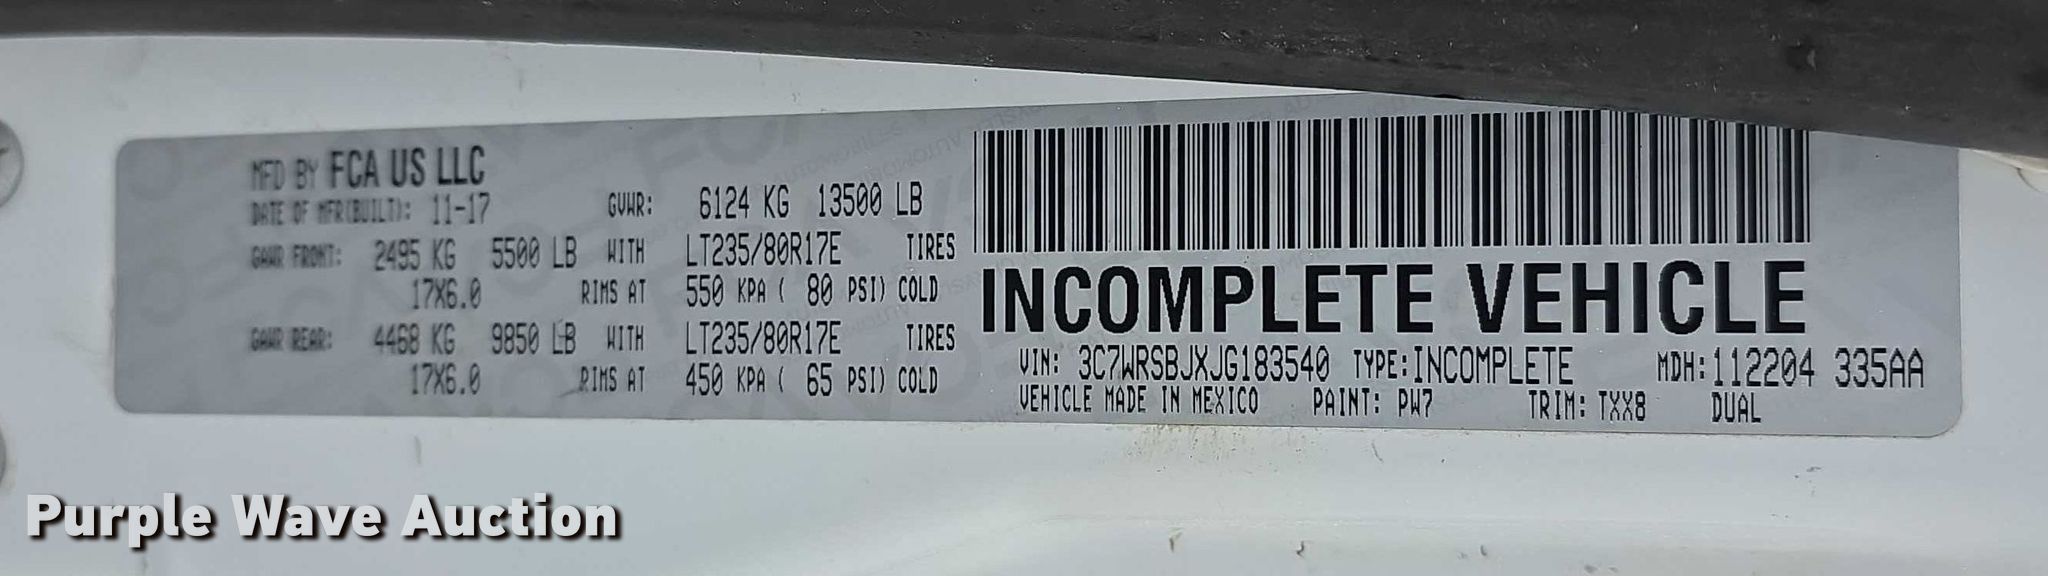 MFD BY FCA US LLC
DATE OF MFR(BUILT): 11-17 GVWR: 6124 KG 13500 LB
GAWR FRONT: 2495 KG 5500 LB WITH LT235/80R17E TIRES
17X6.0 RIMS AT 550 KPA ( 80 PSI) COLD
GAWR REAR: 4468 KG 9850 LB WITH LT235/80R17E TIRES
17X6.0 RIMS AT 450 KPA ( 65 PSI) COLD
INCOMPLETE VEHICLE
VIN: 3C7WRSBJXJG183540 TYPE:INCOMPLETE MDH:112204 335AA
VEHICLE MADE IN MEXICO PAINT: PW7 TRIM: TXX8 DUAL
Purple Wave Auction